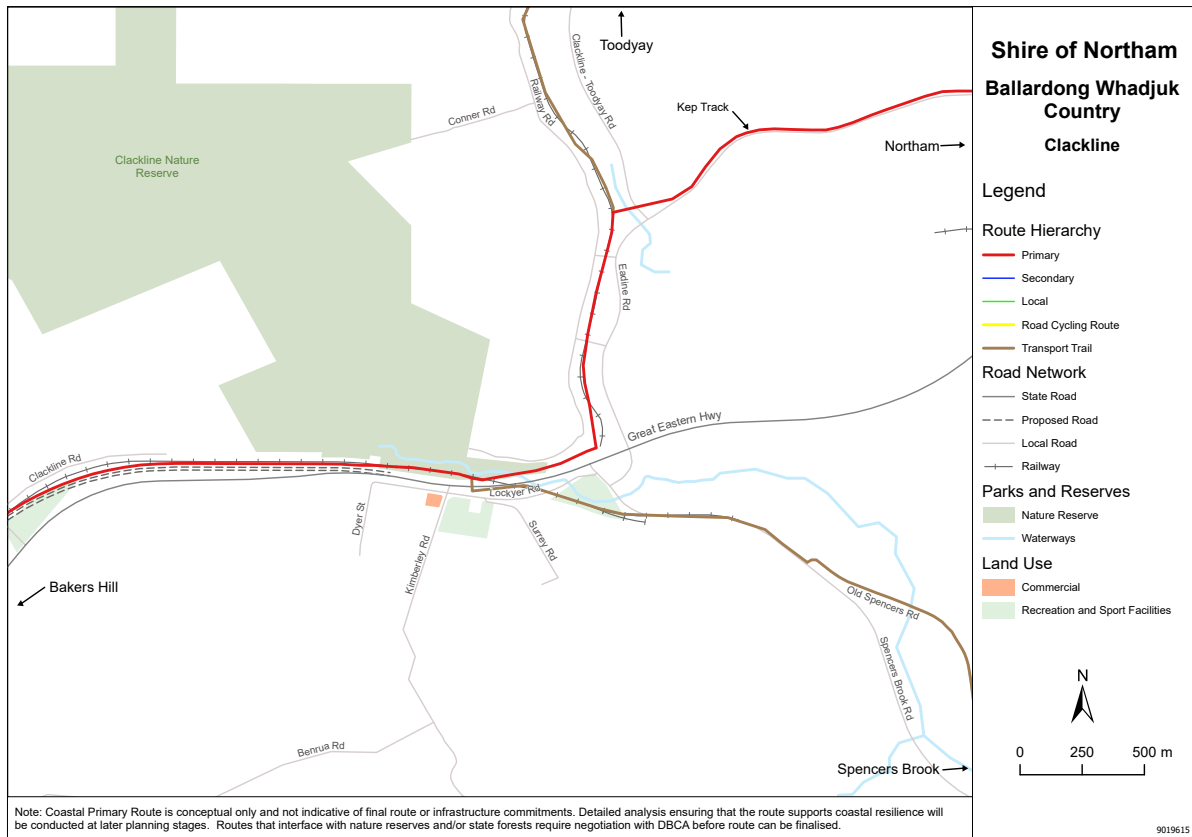 Toodyay
Clackline - Toodyay Rd
Railway Rd
Conner Rd
Kep Track
Northam
Clackline Nature
Reserve
Eadine Rd
Great Eastern Hwy
Clackline Rd
Lockyer Rd
Dyer St
Kimberley Rd
Surrey Rd
Bakers Hill
Old Spencers Rd
Spencers Brook Rd
Benrua Rd
Spencers Brook
Shire of Northam
Ballardong Whadjuk
Country
Clackline
Legend
Route Hierarchy
Primary
Secondary
Local
Road Cycling Route
Transport Trail
Road Network
State Road
Proposed Road
Local Road
Railway
Parks and Reserves
Nature Reserve
Waterways
Land Use
Commercial
Recreation and Sport Facilities
N
0 250 500 m
Note: Coastal Primary Route is conceptual only and not indicative of final route or infrastructure commitments. Detailed analysis ensuring that the route supports coastal resilience will
be conducted at later planning stages. Routes that interface with nature reserves and/or state forests require negotiation with DBCA before route can be finalised.
9019615